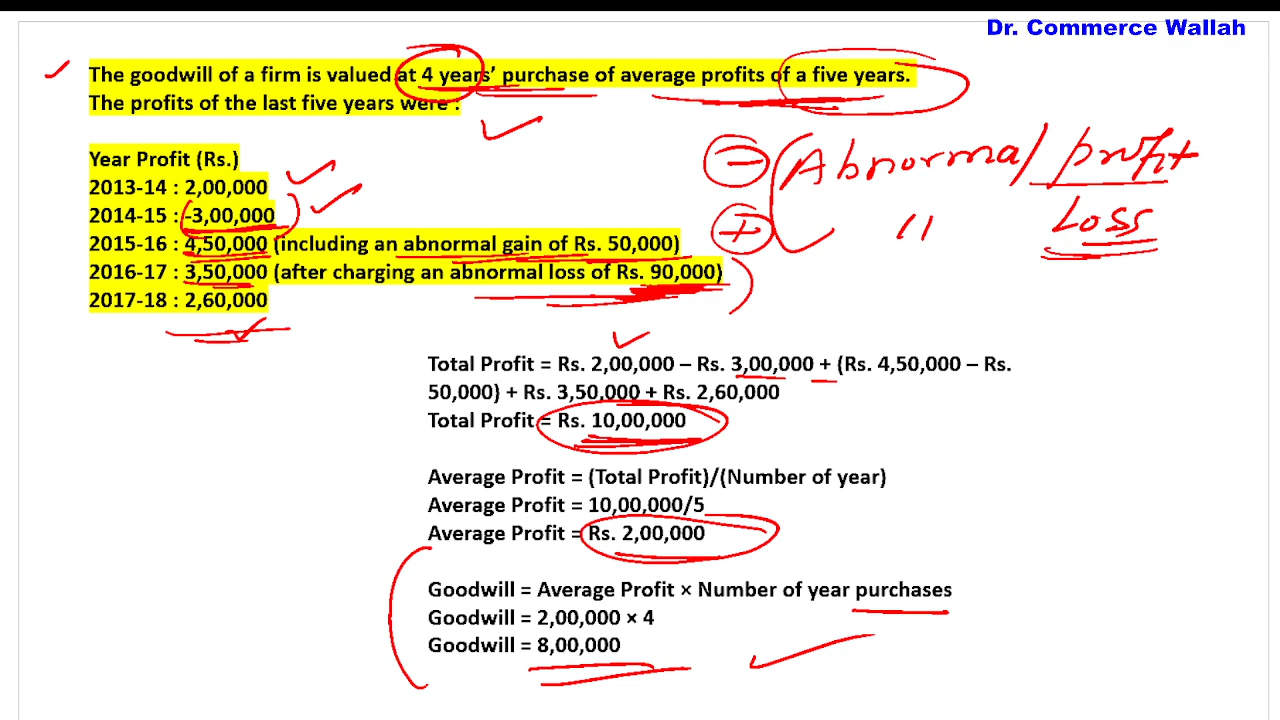 Dr. Commerce Wallah
The goodwill of a firm is valued at 4 years’ purchase of average profits of a five years.
The profits of the last five years were :
Year Profit (Rs.)
2013-14 : 2,00,000
2014-15 : -3,00,000
2015-16 : 4,50,000 (including an abnormal gain of Rs. 50,000)
2016-17 : 3,50,000 (after charging an abnormal loss of Rs. 90,000)
2017-18 : 2,60,000
- Abnormal profit
+ " Loss
Total Profit = Rs. 2,00,000 – Rs. 3,00,000 + (Rs. 4,50,000 – Rs.
50,000) + Rs. 3,50,000 + Rs. 2,60,000
Total Profit = Rs. 10,00,000
Average Profit = (Total Profit)/(Number of year)
Average Profit = 10,00,000/5
Average Profit = Rs. 2,00,000
Goodwill = Average Profit × Number of year purchases
Goodwill = 2,00,000 × 4
Goodwill = 8,00,000